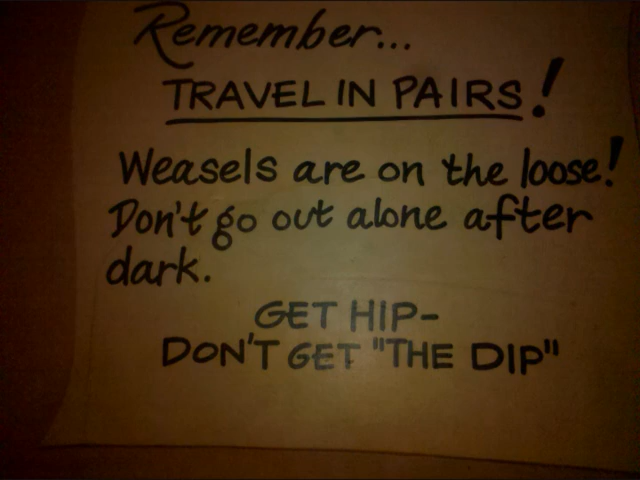 Remember...
TRAVEL IN PAIRS!
Weasels are on the loose!
Don't go out alone after
dark.
GET HIP-
DON'T GET "THE DIP"